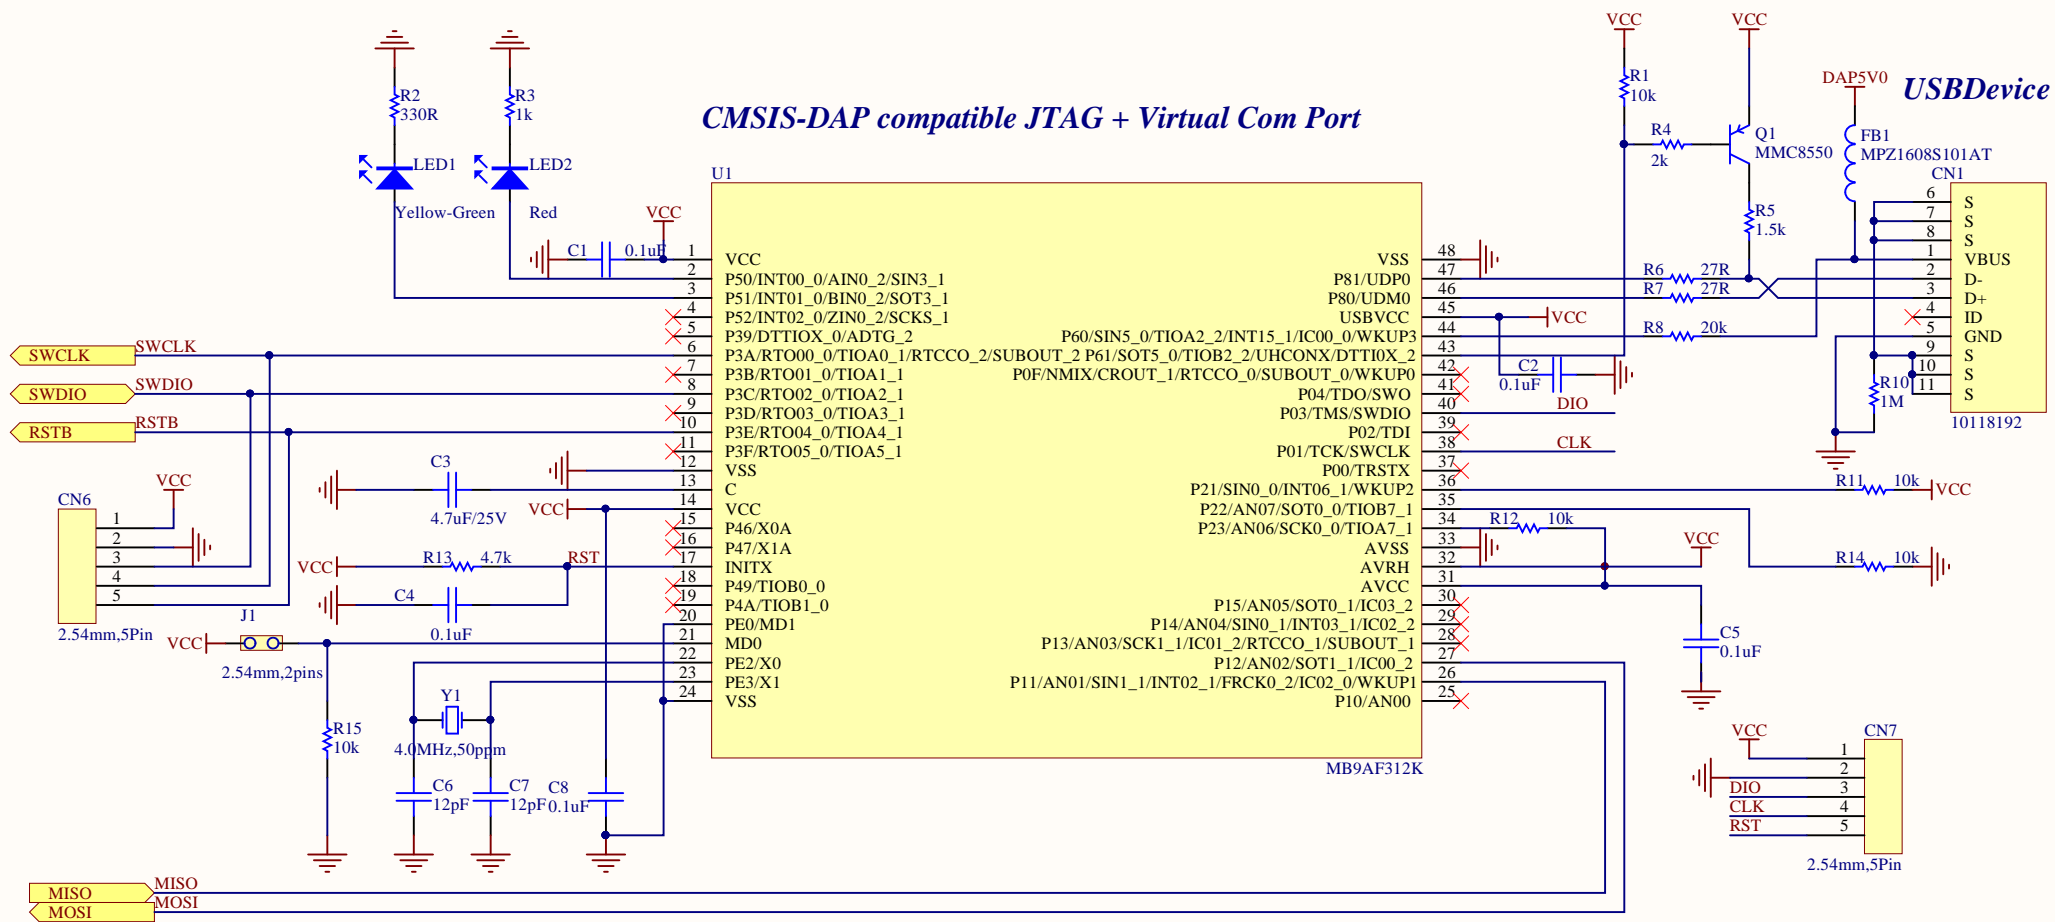 CMSIS-DAP compatible JTAG + Virtual Com Port
USBDevice
VCC
VCC
DAP5V0
R2
330R
R3
1k
R1
10k
R4
2k
Q1
MMC8550
FB1
MPZ1608S101AT
R5
1.5k
LED1
Yellow-Green
LED2
Red
VCC
C1
0.1uF
U1
1 VCC
2 P50/INT00_0/AIN0_2/SIN3_1
3 P51/INT01_0/BIN0_2/SOT3_1
4 P52/INT02_0/ZIN0_2/SCKS_1
5 P39/DTTIOX_0/ADTG_2
6 P3A/RTO00_0/TIOA0_1/RTCCO_2/SUBOUT_2
7 P3B/RTO01_0/TIOA1_1
8 P3C/RTO02_0/TIOA2_1
9 P3D/RTO03_0/TIOA3_1
10 P3E/RTO04_0/TIOA4_1
11 P3F/RTO05_0/TIOA5_1
12 VSS
13 C
14 VCC
15 P46/X0A
16 P47/X1A
17 INITX
18 P49/TIOB0_0
19 P4A/TIOB1_0
20 PE0/MD1
21 MD0
22 PE2/X0
23 PE3/X1
24 VSS
VSS 48
P81/UDP0 47
P80/UDM0 46
USBVCC 45
P60/SIN5_0/TIOA2_2/INT15_1/IC00_0/WKUP3 44
P61/SOT5_0/TIOB2_2/UHCONX/DTTI0X_2 43
P0F/NMIX/CROUT_1/RTCCO_0/SUBOUT_0/WKUP0 42
P04/TDO/SWO 41
P03/TMS/SWDIO 40
P02/TDI 39
P01/TCK/SWCLK 38
P00/TRSTX 37
P21/SIN0_0/INT06_1/WKUP2 36
P22/AN07/SOT0_0/TIOB7_1 35
P23/AN06/SCK0_0/TIOA7_1 34
AVSS 33
AVRH 32
AVCC 31
P15/AN05/SOT0_1/IC03_2 30
P14/AN04/SIN0_1/INT03_1/IC02_2 29
P13/AN03/SCK1_1/IC01_2/RTCCO_1/SUBOUT_1 28
P12/AN02/SOT1_1/IC00_2 27
P11/AN01/SIN1_1/INT02_1/FRCK0_2/IC02_0/WKUP1 26
P10/AN00 25
MB9AF312K
R6 27R
R7 27R
VCC
R8 20k
C2
0.1uF
DIO
CLK
R11 10k VCC
R12 10k
VCC
R14 10k
C5
0.1uF
CN1
6 S
7 S
8 S
1 VBUS
2 D-
3 D+
4 ID
5 GND
9 S
10 S
11 S
10118192
R10
1M
SWCLK SWCLK
SWDIO SWDIO
RSTB RSTB
CN6
VCC
1
2
3
4
5
2.54mm,5Pin
C3
4.7uF/25V
VCC
VCC R13 4.7k RST
C4
0.1uF
J1
VCC
2.54mm,2pins
R15
10k
Y1
4.0MHz,50ppm
C6
12pF
C7
12pF
C8
0.1uF
VCC
CN7
1
2
DIO 3
CLK 4
RST 5
2.54mm,5Pin
MISO MISO
MOSI MOSI